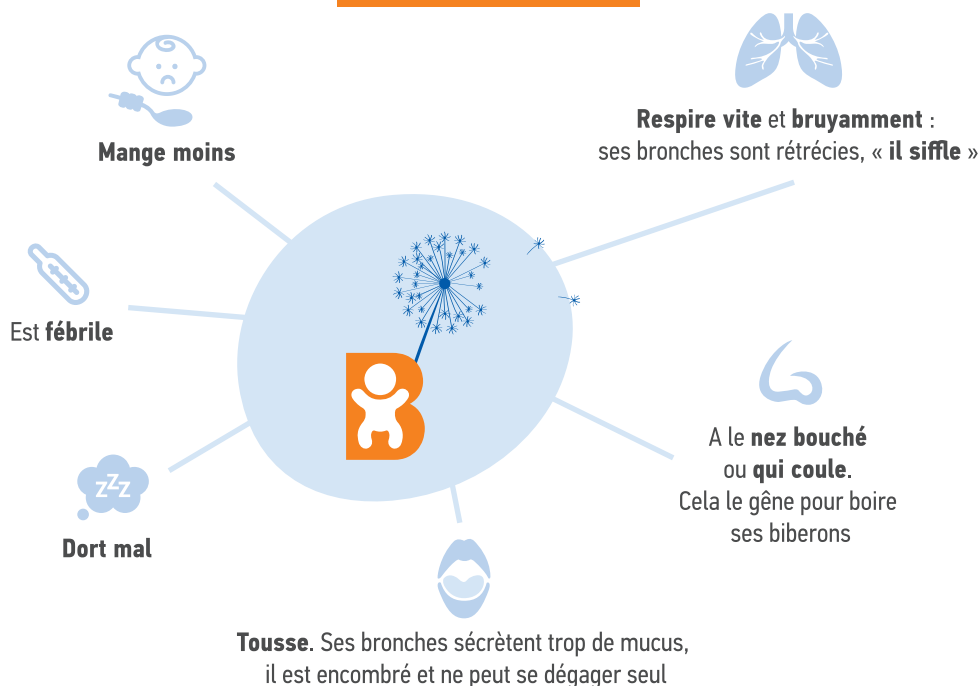 Mange moins
Respire vite et bruyamment :
ses bronches sont rétrécies, « il siffle »
Est fébrile
A le nez bouché
ou qui coule.
Cela le gêne pour boire
ses biberons
zzz
Dort mal
B
Tousse. Ses bronches sécrètent trop de mucus,
il est encombré et ne peut se dégager seul